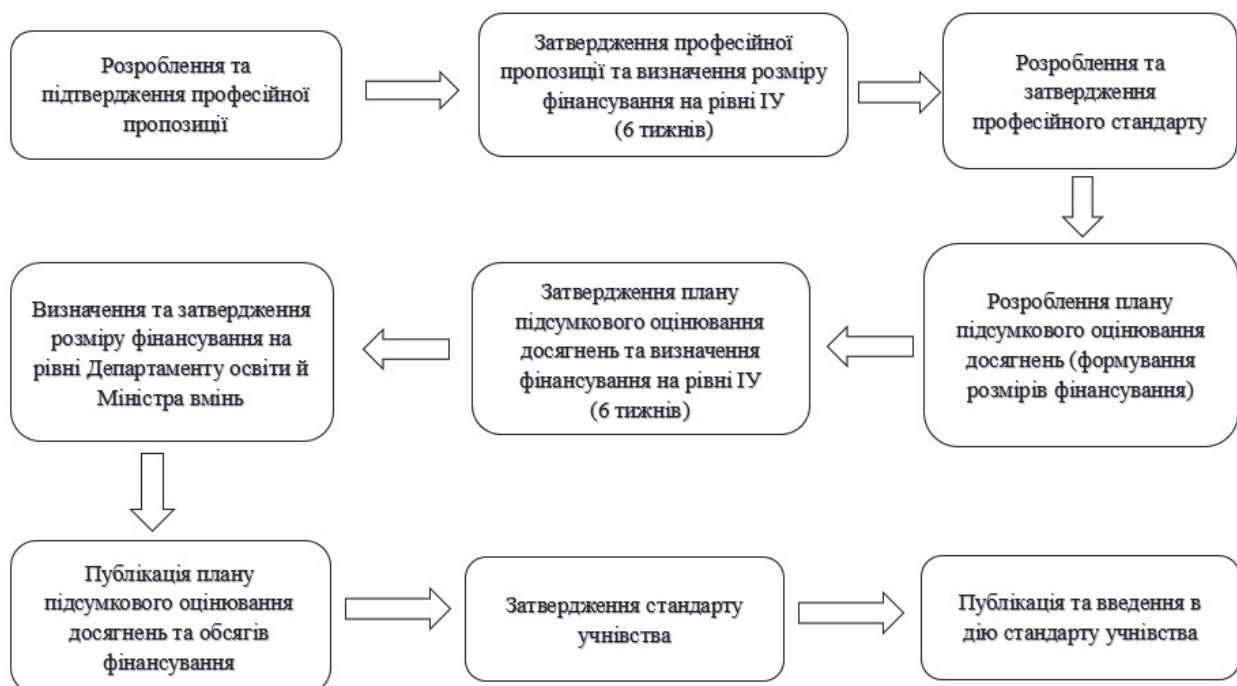 Розроблення та
підтвердження професійної
пропозиції
Затвердження професійної
пропозиції та визначення розміру
фінансування на рівні ІУ
(6 тижнів)
Розроблення та
затвердження
професійного стандарту
Розроблення плану
підсумкового оцінювання
досягнень (формування
розмірів фінансування)
Затвердження плану
підсумкового оцінювання
досягнень та визначення
фінансування на рівні ІУ
(6 тижнів)
Визначення та затвердження
розміру фінансування на
рівні Департаменту освіти й
Міністра вмінь
Публікація плану
підсумкового оцінювання
досягнень та обсягів
фінансування
Затвердження стандарту
учнівства
Публікація та введення в
дію стандарту учнівства